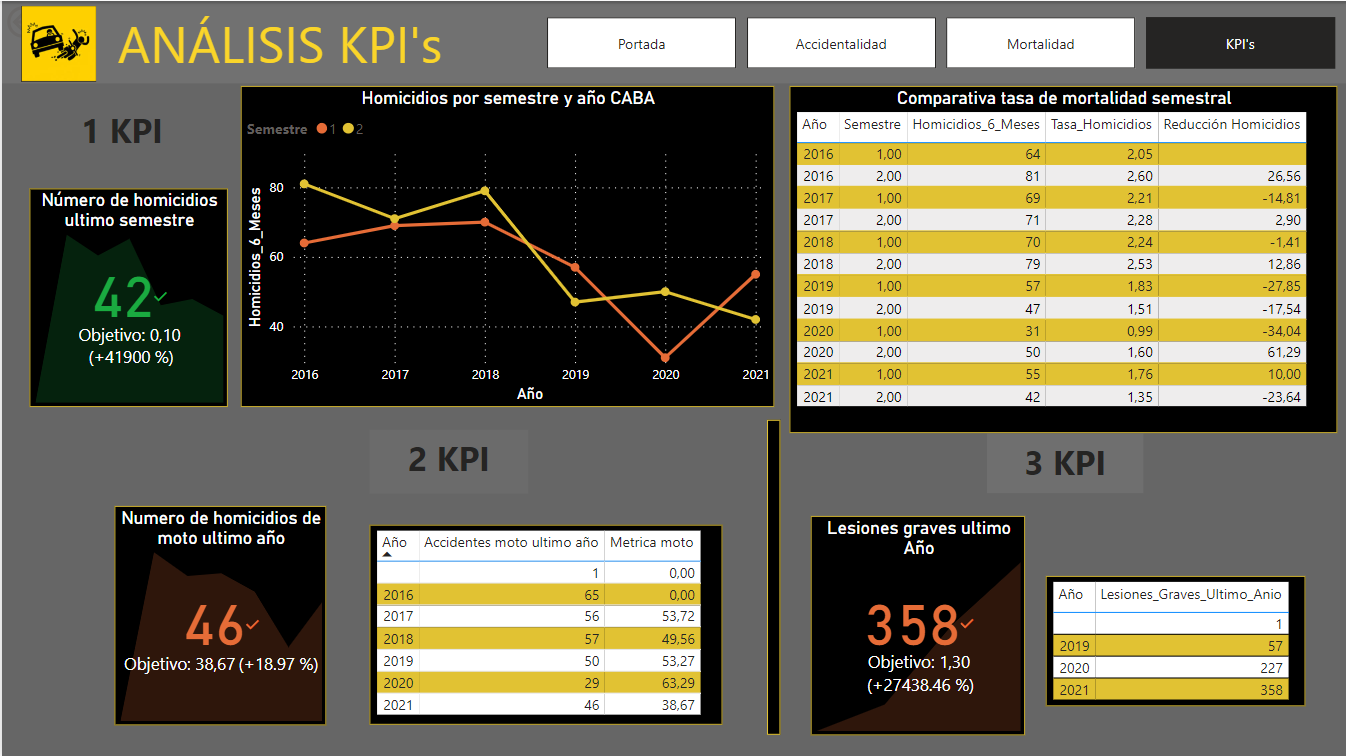 ANÁLISIS KPI's
Portada
Accidentalidad
Mortalidad
KPI's
1 KPI
Número de homicidios
ultimo semestre
42
Objetivo: 0,10
(+41900 %)
Homicidios por semestre y año CABA
Semestre 1 2
Homicidios_6_Meses
80
60
40
2016 2017 2018 2019 2020 2021
Año
Comparativa tasa de mortalidad semestral
Año Semestre Homicidios_6_Meses Tasa_Homicidios Reducción Homicidios
2016 1,00 64 2,05
2016 2,00 81 2,60 26,56
2017 1,00 69 2,21 -14,81
2017 2,00 71 2,28 2,90
2018 1,00 70 2,24 -1,41
2018 2,00 79 2,53 12,86
2019 1,00 57 1,83 -27,85
2019 2,00 47 1,51 -17,54
2020 1,00 31 0,99 -34,04
2020 2,00 50 1,60 61,29
2021 1,00 55 1,76 10,00
2021 2,00 42 1,35 -23,64
2 KPI
Numero de homicidios de
moto ultimo año
46
Objetivo: 38,67 (+18.97 %)
Año Accidentes moto ultimo año Metrica moto
1 0,00
2016 65 0,00
2017 56 53,72
2018 57 49,56
2019 50 53,27
2020 29 63,29
2021 46 38,67
3 KPI
Lesiones graves ultimo
Año
358
Objetivo: 1,30
(+27438.46 %)
Año Lesiones_Graves_Ultimo_Anio
1
2019 57
2020 227
2021 358